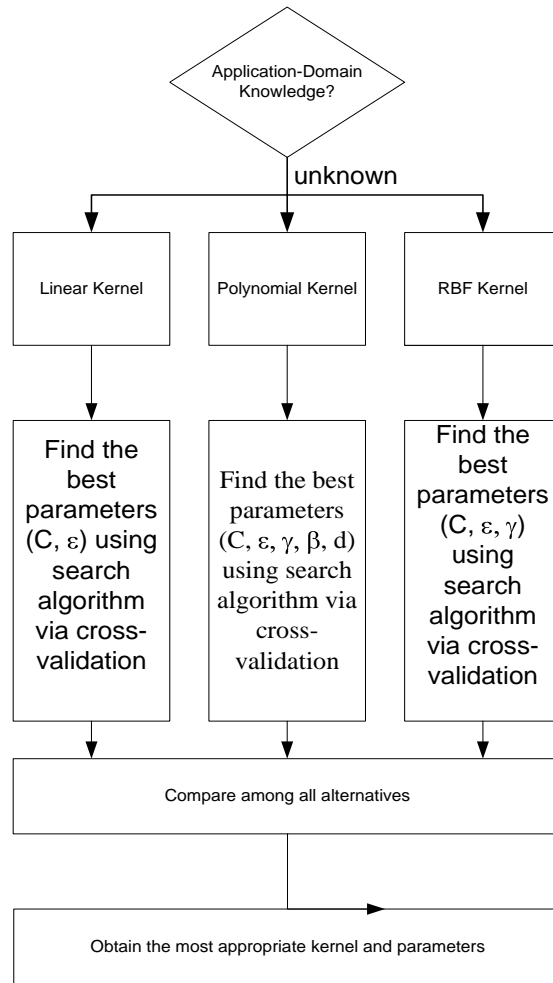 Application-Domain
Knowledge?
unknown
Linear Kernel
Polynomial Kernel
RBF Kernel
Find the
best
parameters
(C, ε) using
search
algorithm
via cross-
validation
Find the best
parameters
(C, ε, γ, β, d)
using search
algorithm via
cross-
validation
Find the
best
parameters
(C, ε, γ)
using
search
algorithm
via cross-
validation
Compare among all alternatives
Obtain the most appropriate kernel and parameters